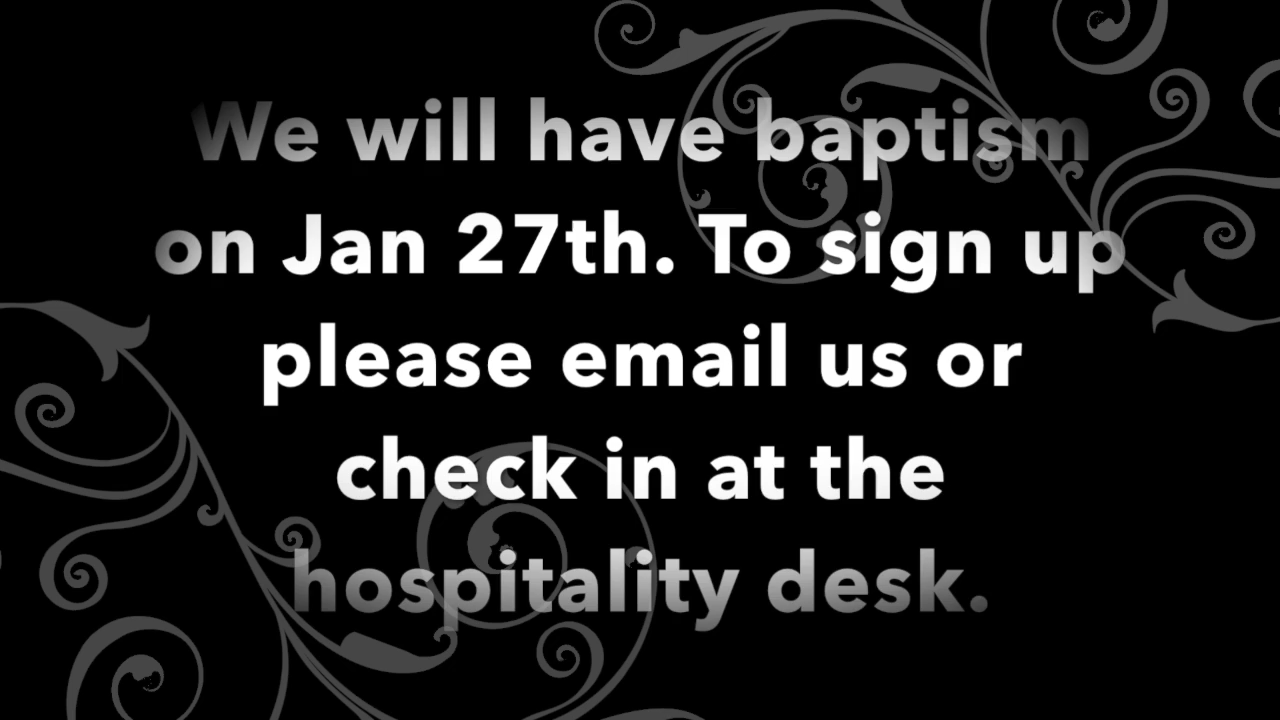 We will have baptism
on Jan 27th. To sign up
please email us or
check in at the
hospitality desk.